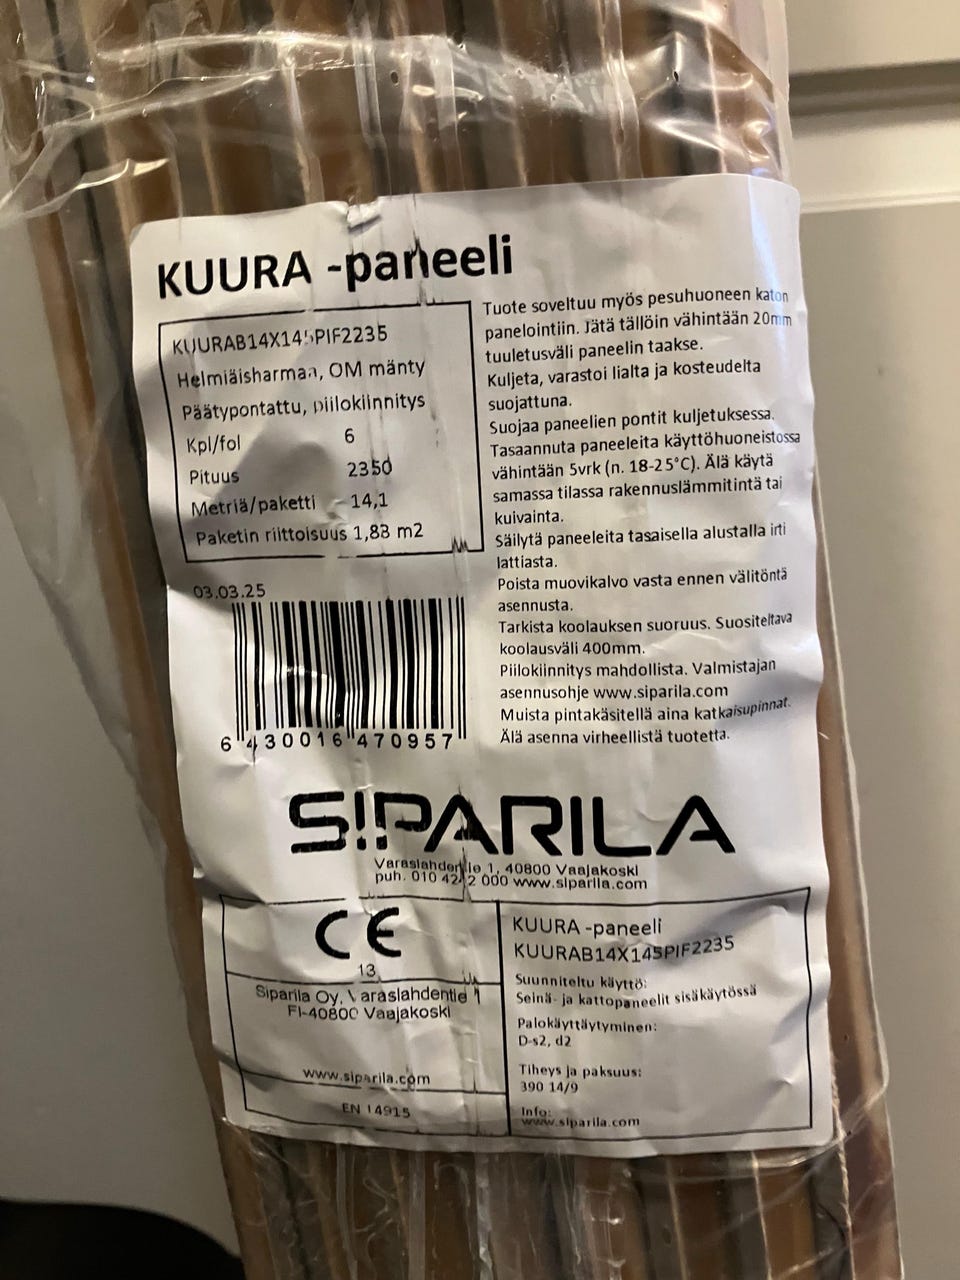 KUURA -paneeli
KUURAB14X145PIF2235
Helmiäisharmaa, OM mänty
Päätypontattu, piilokiinnitys
Kpl/fol 6
Pituus 2350
Metriä/paketti 14,1
Paketin riittoisuus 1,83 m2
Tuote soveltuu myös pesuhuoneen katon
panelointiin. Jätä tällöin vähintään 20mm
tuuletusväli paneelin taakse.
Kuljeta, varastoi lialta ja kosteudelta
suojattuna.
Suojaa paneelien pontit kuljetuksessa.
Tasaannuta paneeleita käyttöhuoneistossa
vähintään 5vrk (n. 18-25°C). Älä käytä
samassa tilassa rakennuslämmitintä tai
kuivainta.
Säilytä paneeleita tasaisella alustalla irti
lattiasta.
Poista muovikalvo vasta ennen välitöntä
asennusta.
Tarkista koolauksen suoruus. Suositeltava
koolausväli 400mm.
Piilokiinnitys mahdollista. Valmistajan
asennusohje www.siparila.com
Muista pintakäsitellä aina katkaisupinnat.
Älä asenna virheellistä tuotetta.
03.03.25
6 430016 470957
SIPARILA
Varaslahdentie 1, 40800 Vaajakoski
puh. 010 4242 000 www.siparila.com
CE
13
Siparila Oy, Varaslahdentie 1
FI-40800 Vaajakoski
www.siparila.com
EN 14915
KUURA -paneeli
KUURAB14X145PIF2235
Suunniteltu käyttö:
Seinä- ja kattopaneelit sisäkäytössä
Palokäyttäytyminen:
D-s2, d2
Tiheys ja paksuus:
390 14/9
Info:
www.siparila.com